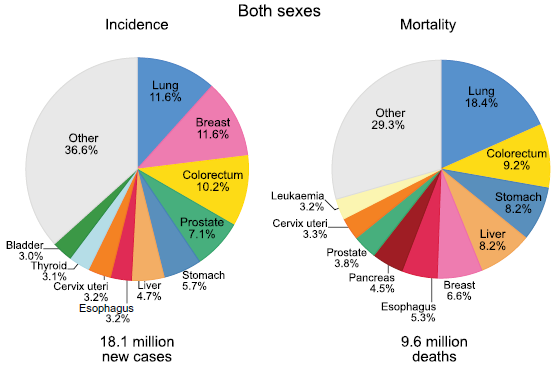 Both sexes
Incidence
Lung
11.6%
Breast
11.6%
Colorectum
10.2%
Prostate
7.1%
Stomach
5.7%
Liver
4.7%
Esophagus
3.2%
Cervix uteri
3.2%
Thyroid
3.1%
Bladder
3.0%
Other
36.6%
18.1 million
new cases
Mortality
Lung
18.4%
Colorectum
9.2%
Stomach
8.2%
Liver
8.2%
Breast
6.6%
Esophagus
5.3%
Pancreas
4.5%
Prostate
3.8%
Cervix uteri
3.3%
Leukaemia
3.2%
Other
29.3%
9.6 million
deaths